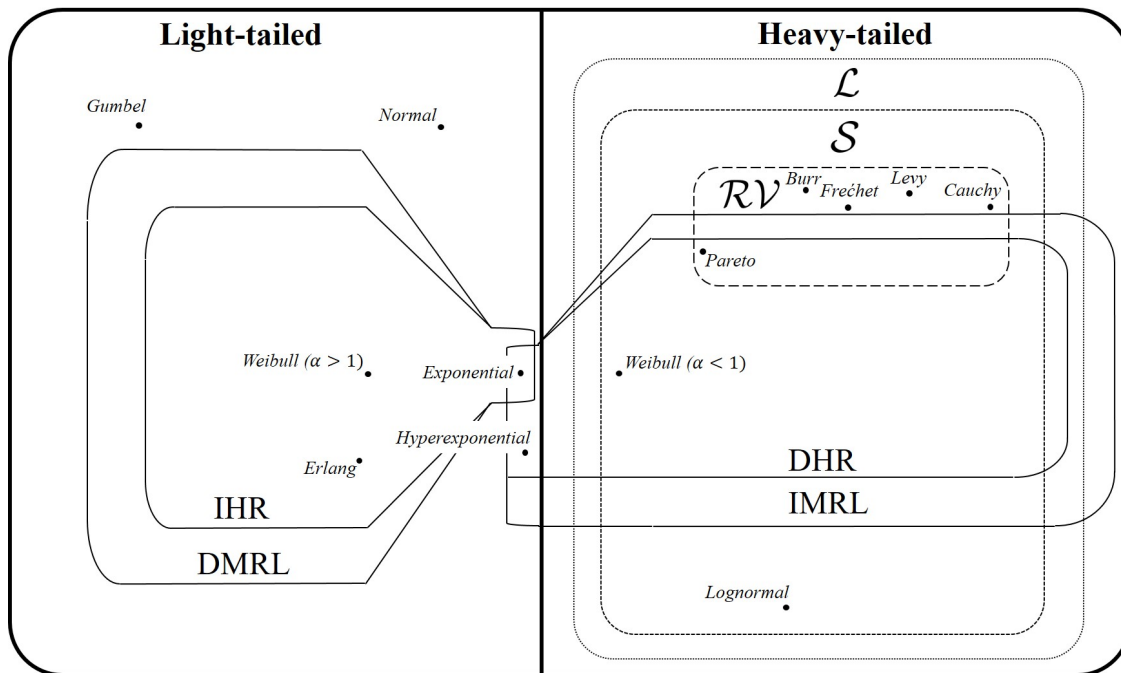 Light-tailed
Heavy-tailed
ℒ
Gumbel
Normal
𝒮
ℛ𝒱
Burr
Frećhet
Levy
Cauchy
Pareto
Weibull (α > 1)
Exponential
Weibull (α < 1)
Hyperexponential
Erlang
DHR
IHR
IMRL
DMRL
Lognormal